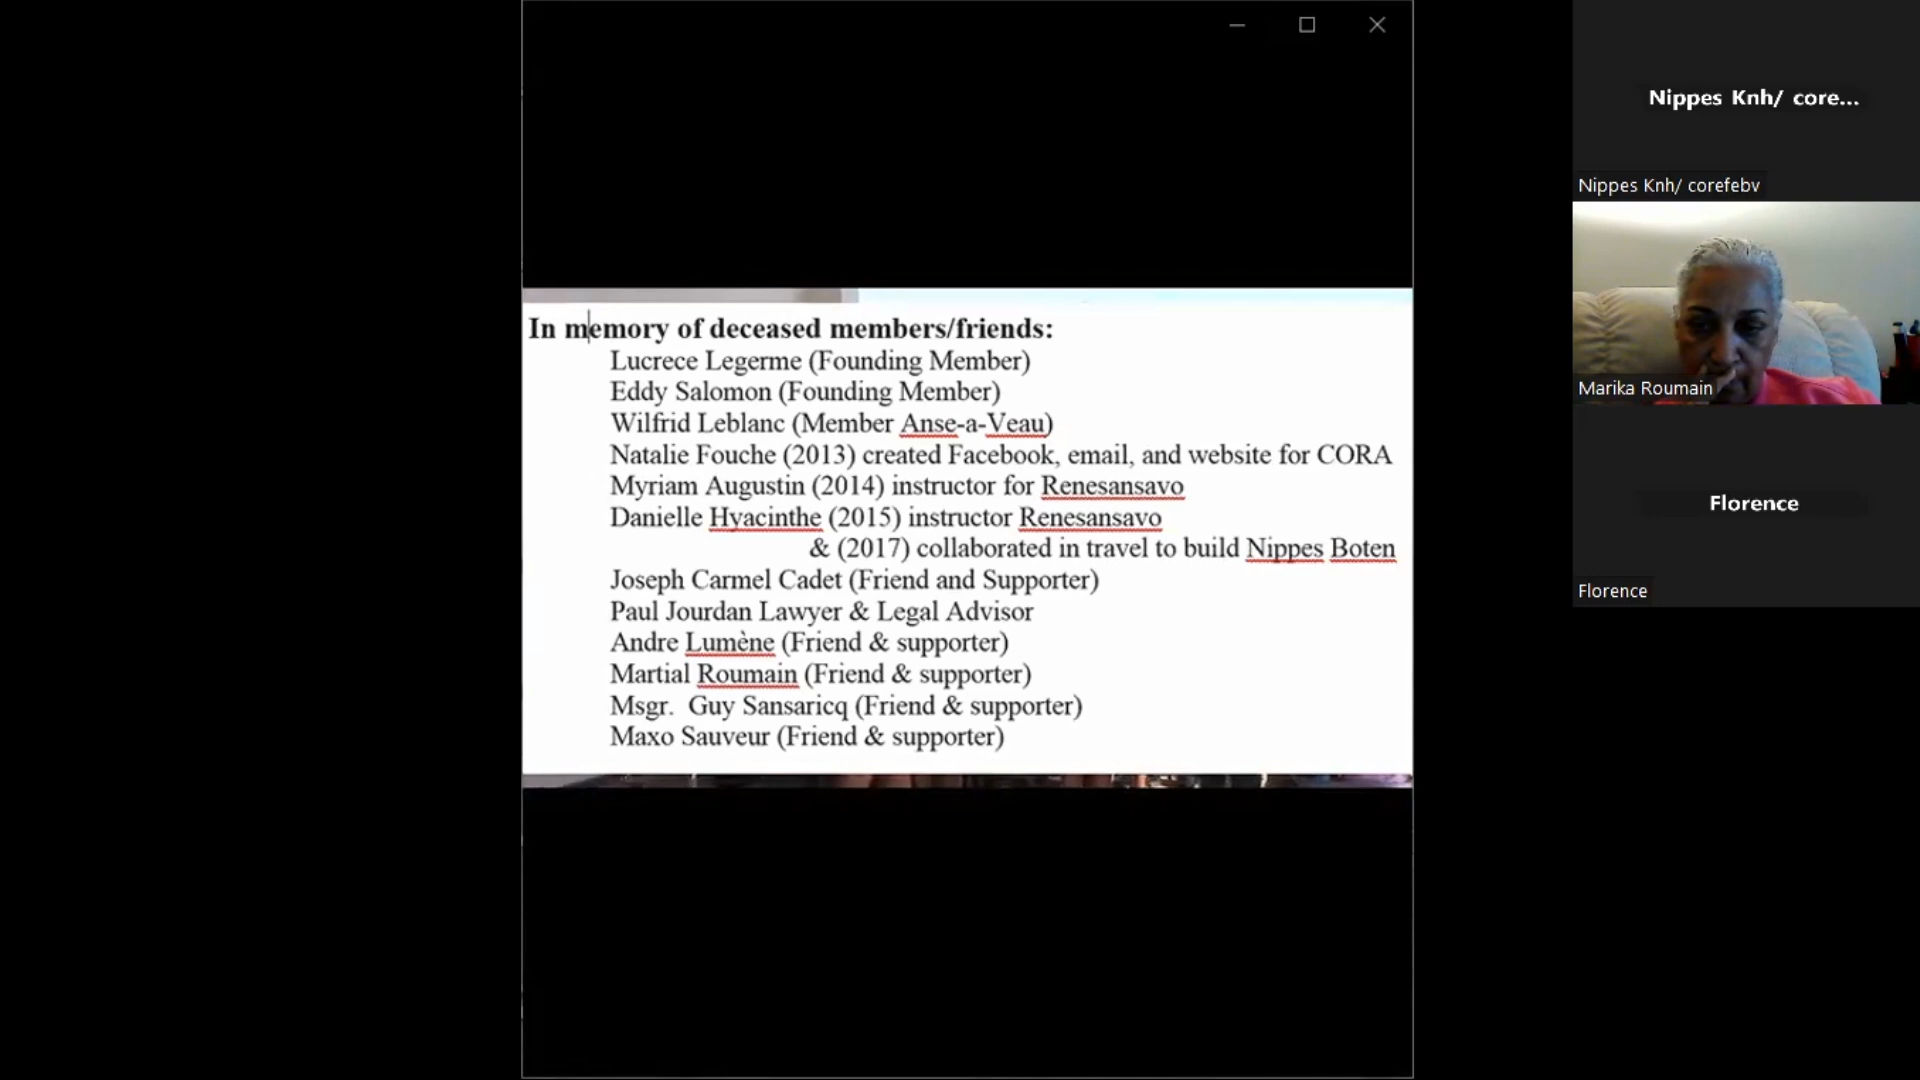 In memory of deceased members/friends:
Lucrece Legerme (Founding Member)
Eddy Salomon (Founding Member)
Wilfrid Leblanc (Member Anse-a-Veau)
Natalie Fouche (2013) created Facebook, email, and website for CORA
Myriam Augustin (2014) instructor for Renesansavo
Danielle Hyacinthe (2015) instructor Renesansavo
& (2017) collaborated in travel to build Nippes Boten
Joseph Carmel Cadet (Friend and Supporter)
Paul Jourdan Lawyer & Legal Advisor
Andre Lumène (Friend & supporter)
Martial Roumain (Friend & supporter)
Msgr.  Guy Sansaricq (Friend & supporter)
Maxo Sauveur (Friend & supporter)
Nippes Knh/ core...
Nippes Knh/ corefebv
Marika Roumain
Florence
Florence